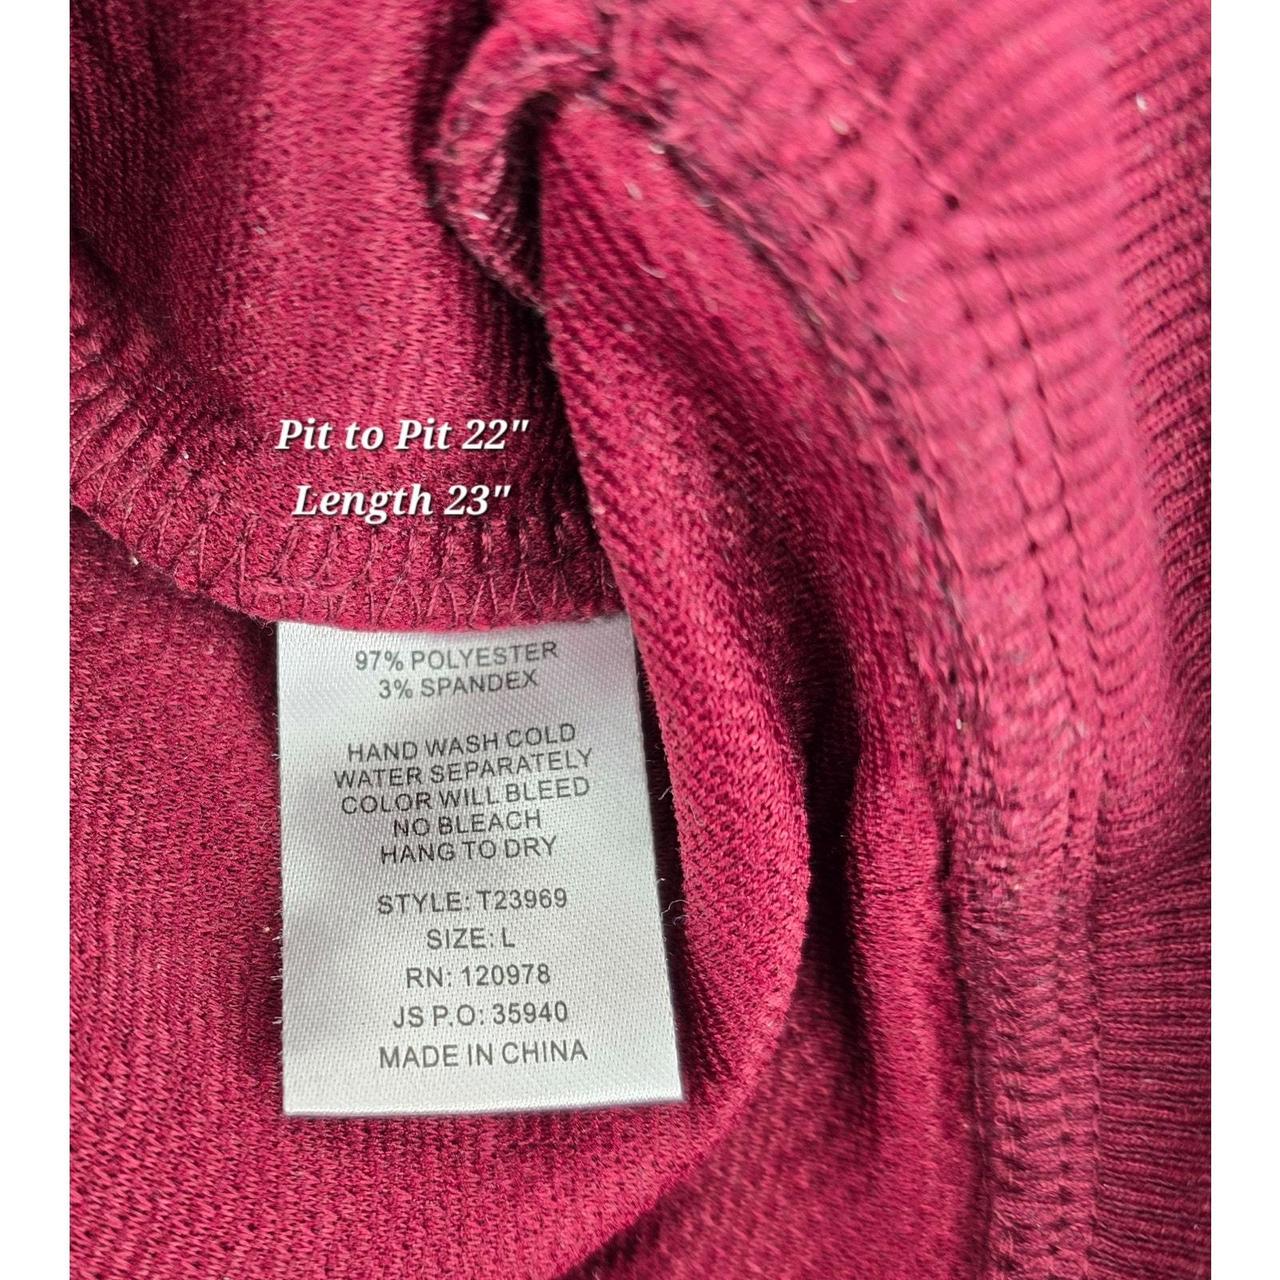 Pit to Pit 22"
Length 23"
97% POLYESTER
3% SPANDEX
HAND WASH COLD
WATER SEPARATELY
COLOR WILL BLEED
NO BLEACH
HANG TO DRY
STYLE: T23969
SIZE: L
RN: 120978
JS P.O: 35940
MADE IN CHINA